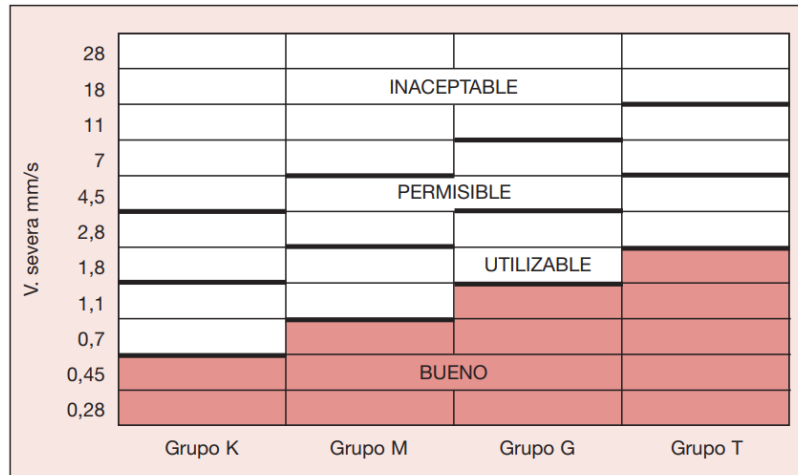 V. severa mm/s
28
18 INACEPTABLE
11
7
4,5 PERMISIBLE
2,8
1,8 UTILIZABLE
1,1
0,7
0,45 BUENO
0,28
Grupo K Grupo M Grupo G Grupo T